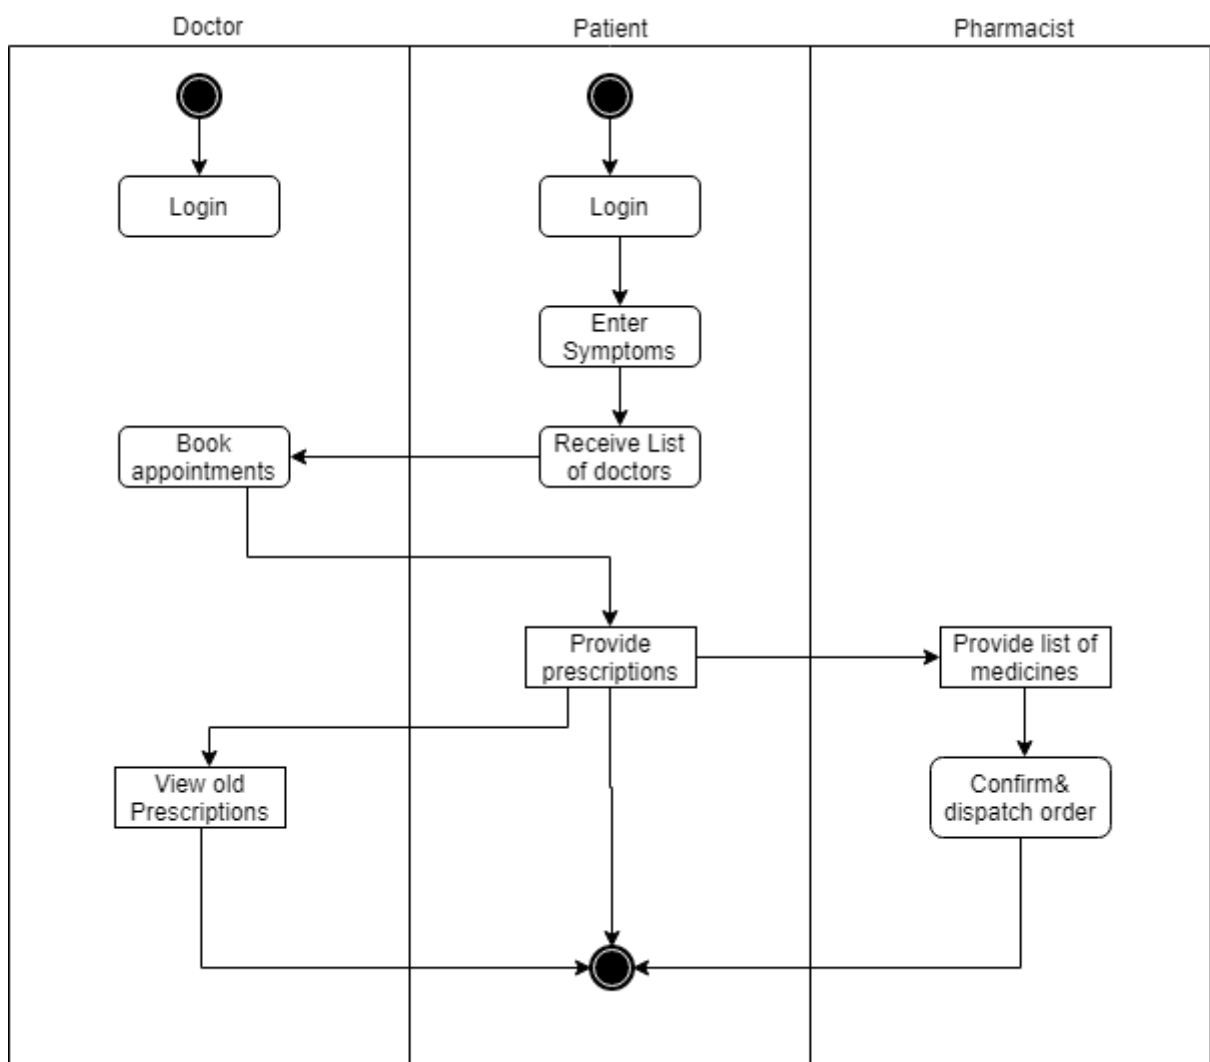 Doctor
Patient
Pharmacist
Login
Login
Enter
Symptoms
Book
appointments
Receive List
of doctors
Provide
prescriptions
Provide list of
medicines
View old
Prescriptions
Confirm&
dispatch order